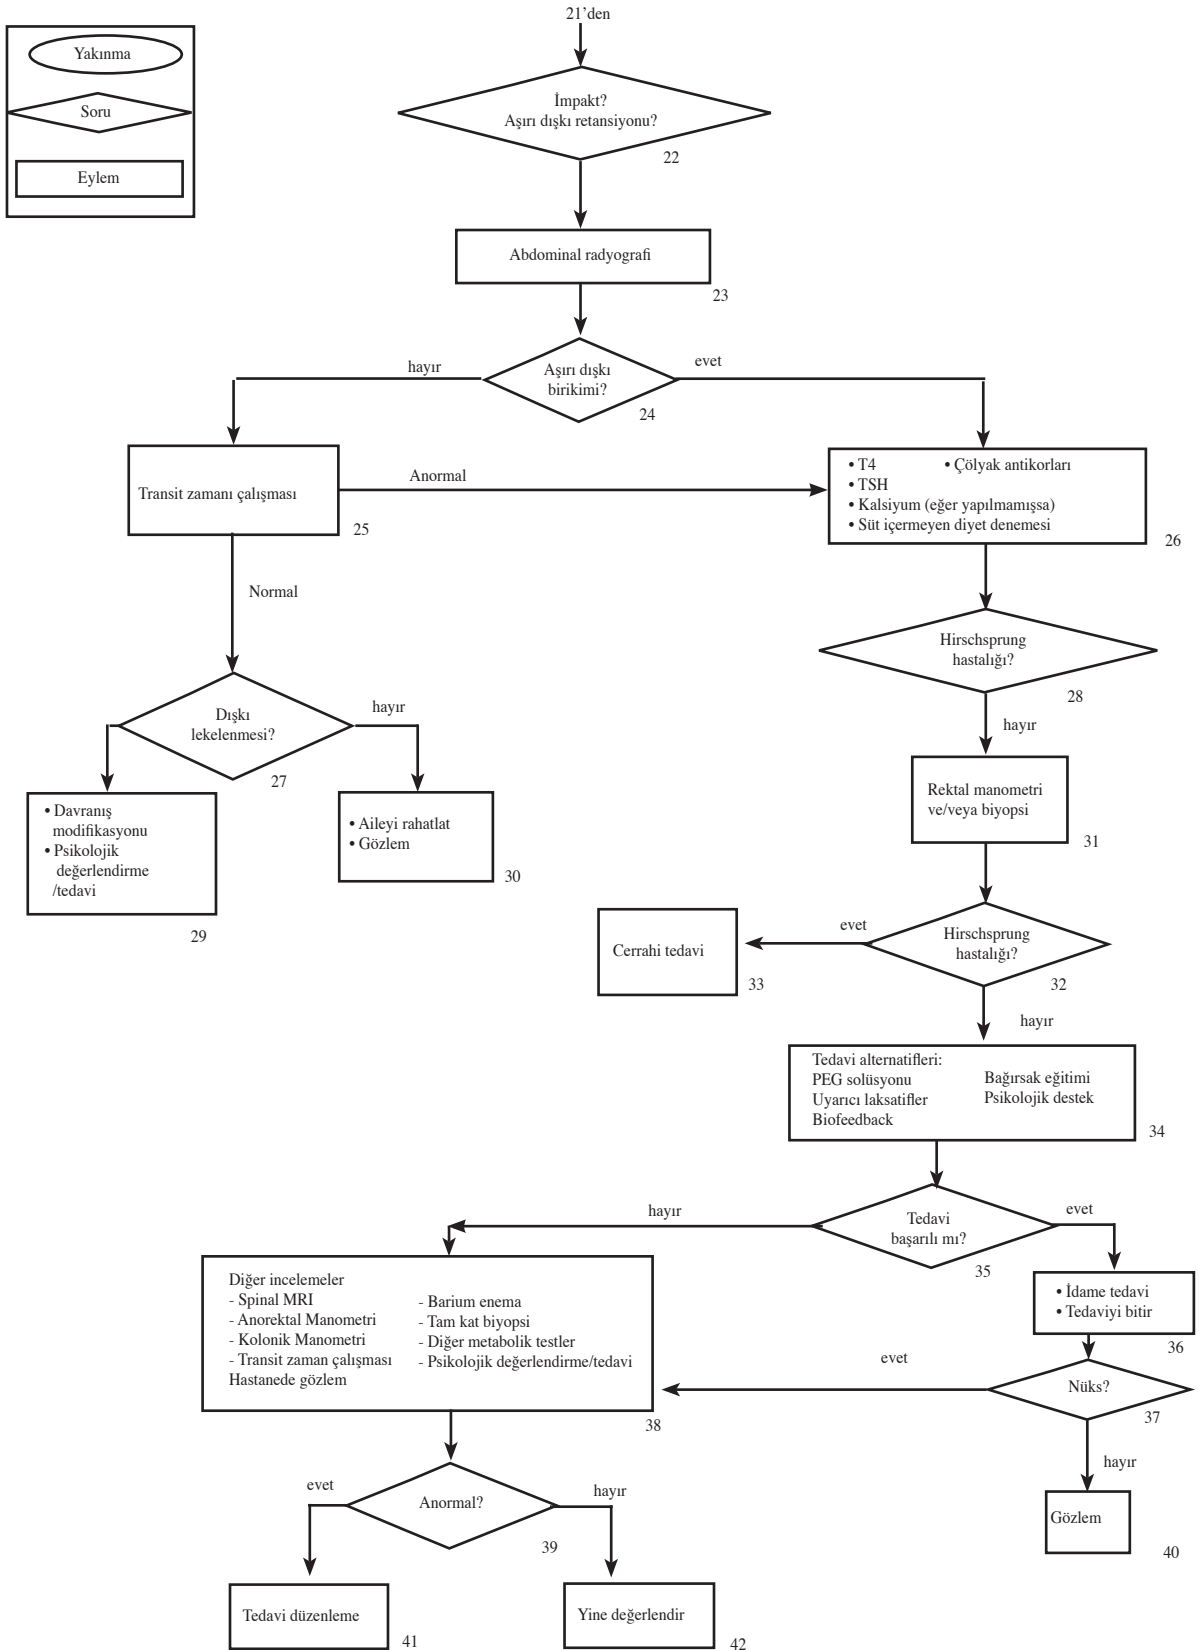 21’den
Yakınma
Soru
Eylem
İmpakt?
Aşırı dışkı retansiyonu?
22
Abdominal radyografi
23
hayır
Aşırı dışkı
birikimi?
evet
24
Transit zamanı çalışması
25
Anormal
• T4
• Çölyak antikorları
• TSH
• Kalsiyum (eğer yapılmamışsa)
• Süt içermeyen diyet denemesi
26
Normal
Hirschsprung
hastalığı?
28
hayır
Dışkı
lekelenmesi?
27
hayır
• Davranış
modifikasyonu
• Psikolojik
değerlendirme
/tedavi
29
• Aileyi rahatlat
• Gözlem
30
Rektal manometri
ve/veya biyopsi
31
Hirschsprung
hastalığı?
32
evet
Cerrahi tedavi
33
hayır
Tedavi alternatifleri:
PEG solüsyonu
Uyarıcı laksatifler
Biofeedback
Bağırsak eğitimi
Psikolojik destek
34
hayır
Tedavi
başarılı mı?
35
evet
• İdame tedavi
• Tedaviyi bitir
36
Diğer incelemeler
- Spinal MRI
- Anorektal Manometri
- Kolonik Manometri
- Transit zaman çalışması
Hastanede gözlem
- Barium enema
- Tam kat biyopsi
- Diğer metabolik testler
- Psikolojik değerlendirme/tedavi
38
evet
Nüks?
37
hayır
Gözlem
40
evet
Anormal?
39
hayır
Tedavi düzenleme
41
Yine değerlendir
42